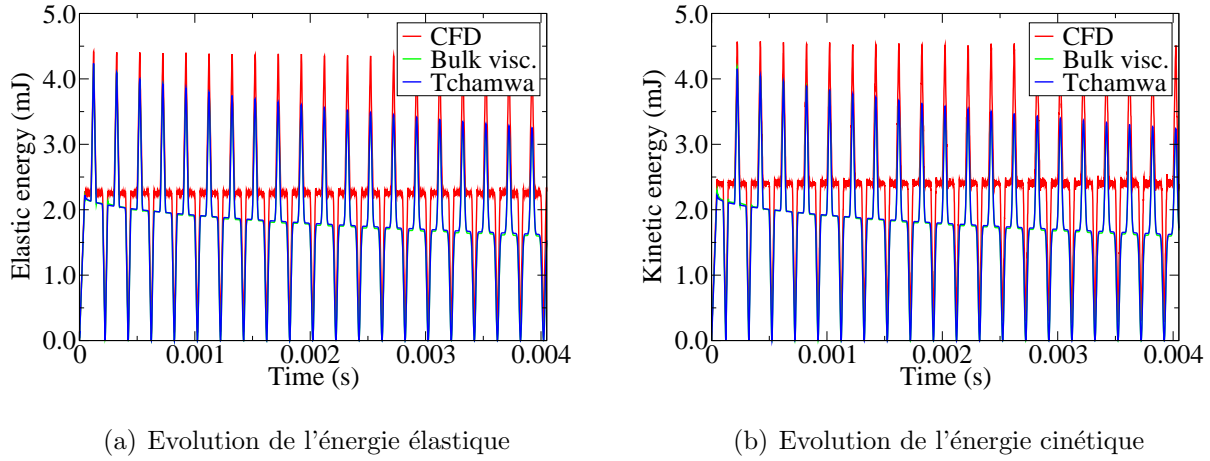 5.0
4.0
3.0
2.0
1.0
0.0
Elastic energy (mJ)
CFD
Bulk visc.
Tchamwa
0
0.001
0.002
0.003
0.004
Time (s)
(a) Evolution de l'énergie élastique
5.0
4.0
3.0
2.0
1.0
0.0
Kinetic energy (mJ)
CFD
Bulk visc.
Tchamwa
0
0.001
0.002
0.003
0.004
Time (s)
(b) Evolution de l'énergie cinétique